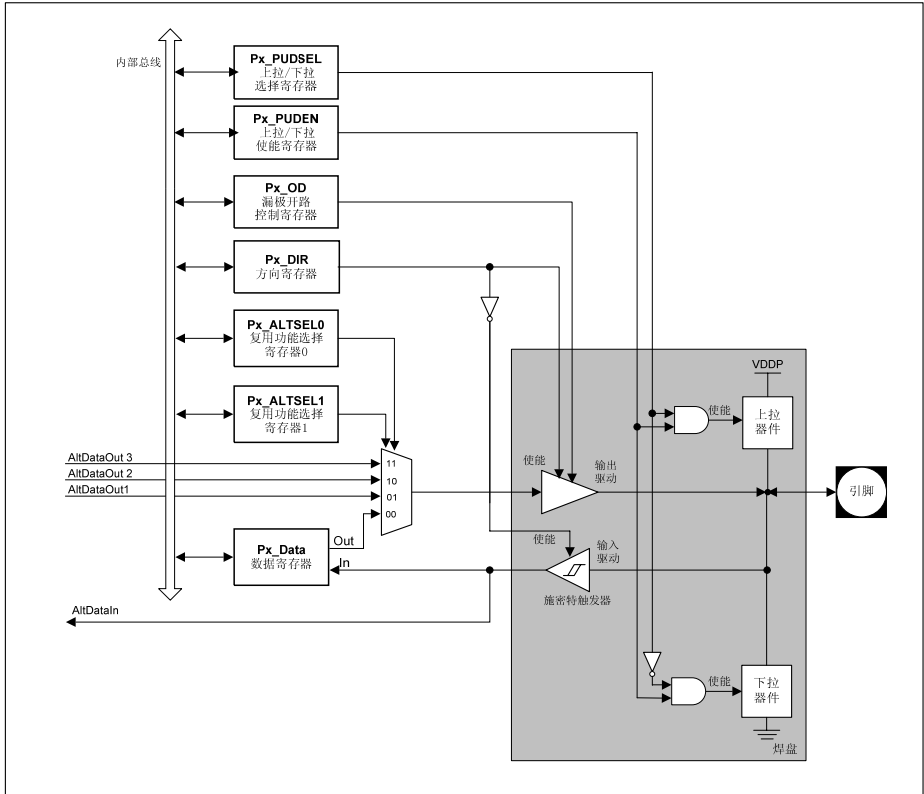 内部总线
Px_PUDSEL
上拉/下拉
选择寄存器
Px_PUDEN
上拉/下拉
使能寄存器
Px_OD
漏极开路
控制寄存器
Px_DIR
方向寄存器
Px_ALTSEL0
复用功能选择
寄存器0
Px_ALTSEL1
复用功能选择
寄存器1
VDDP
使能
上拉
器件
AltDataOut 3
AltDataOut 2
AltDataOut1
11
10
01
00
使能
输出
驱动
引脚
Px_Data
数据寄存器
Out
In
使能
输入
驱动
施密特触发器
AltDataIn
使能
下拉
器件
焊盘